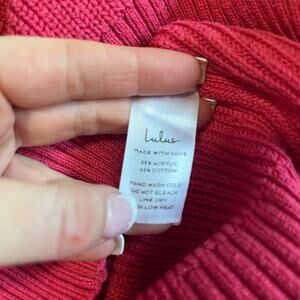 Lulus
MADE WITH LOVE
55% ACRYLIC
45% COTTON
HAND WASH COLD
DO NOT BLEACH
LINE DRY
IN LOW HEAT